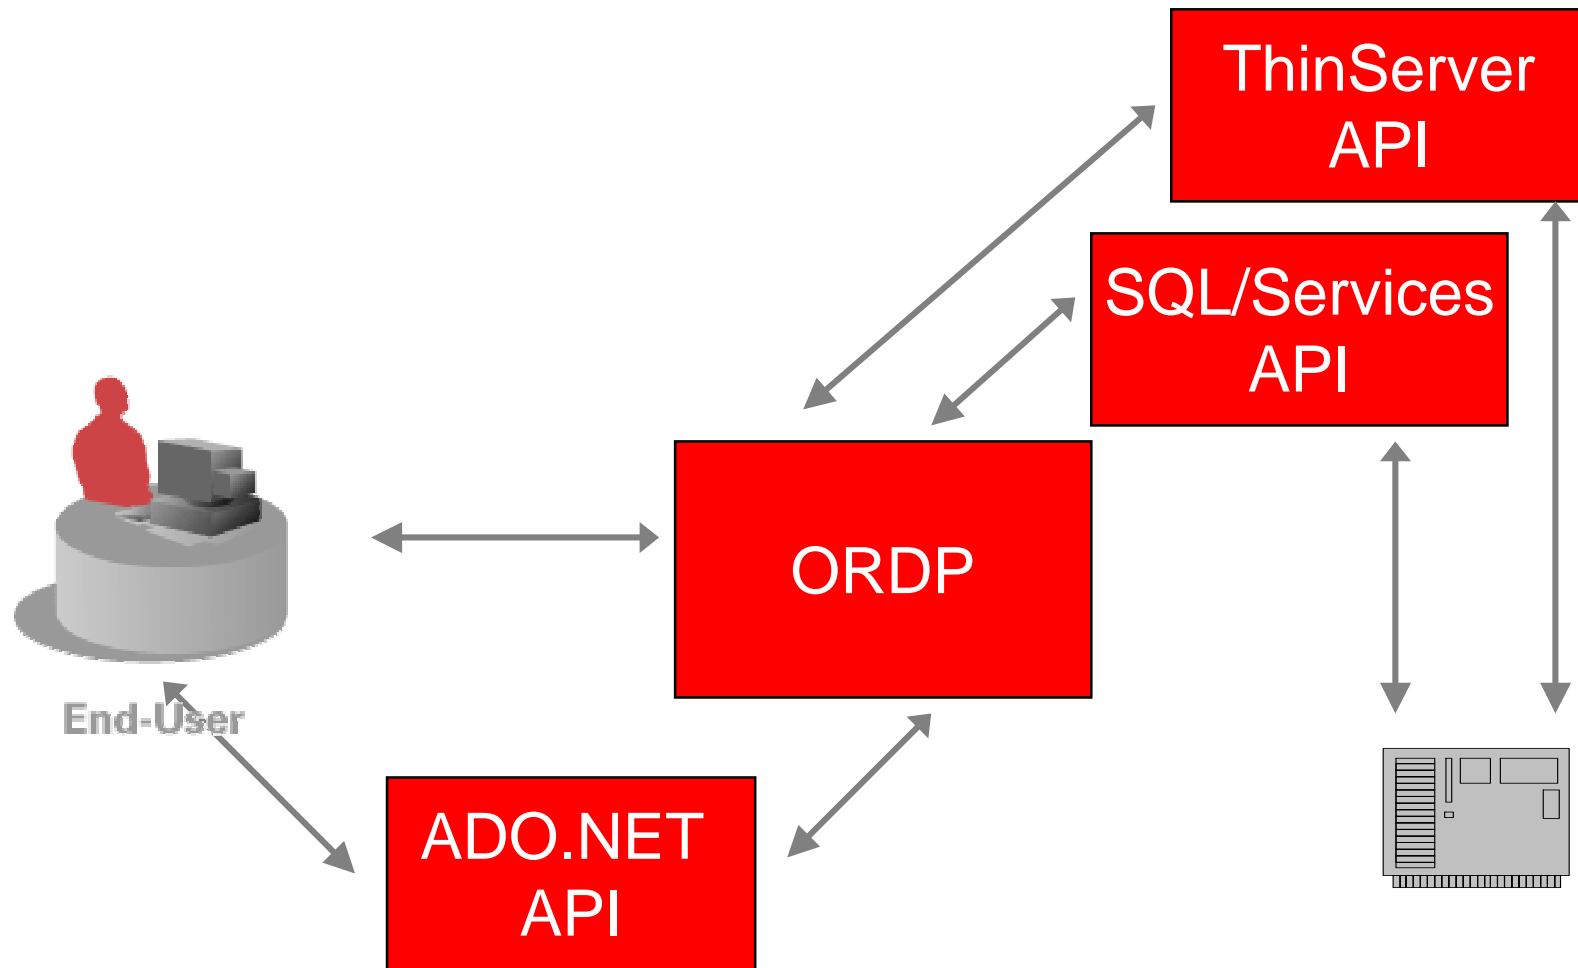 ThinServer
API
SQL/Services
API
ORDP
End-User
ADO.NET
API